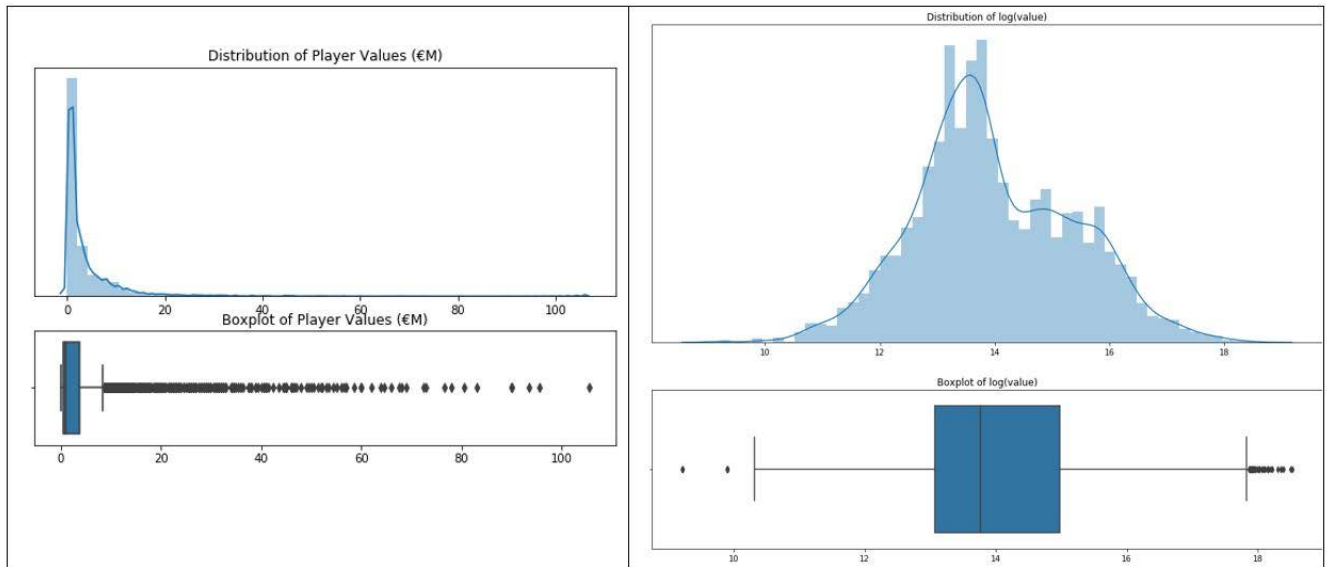 Distribution of Player Values (€M)
0 20 40 60 80 100
Boxplot of Player Values (€M)
0 20 40 60 80 100
Distribution of log(value)
10 12 14 16 18
Boxplot of log(value)
10 12 14 16 18